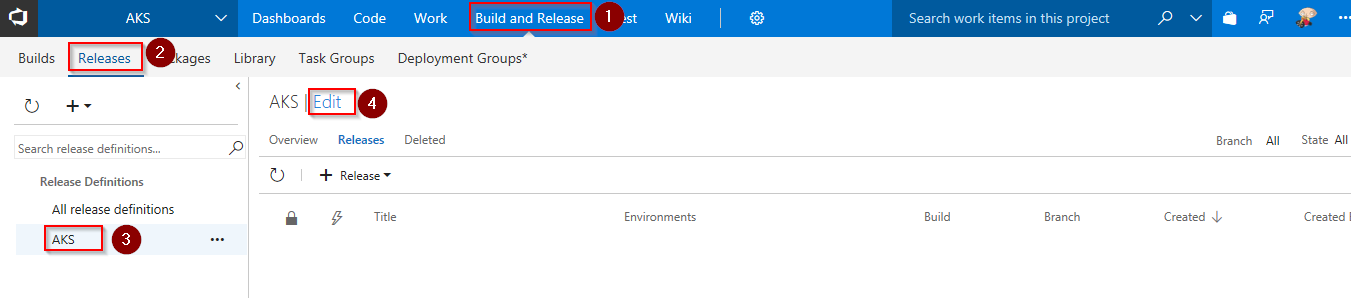 AKS Dashboards Code Work Build and Release 1 est Wiki Search work items in this project
Builds Releases 2 kages Library Task Groups Deployment Groups*
AKS | Edit 4
Overview Releases Deleted Branch All State All
Search release definitions...
+ Release
Release Definitions
All release definitions
Title Environments Build Branch Created Created
AKS 3 ...